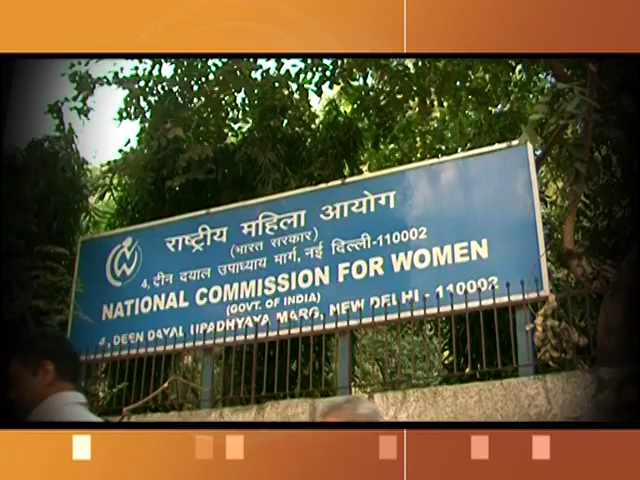 राष्ट्रीय महिला आयोग
(भारत सरकार)
4, दीन दयाल उपाध्याय मार्ग, नई दिल्ली-110002
NATIONAL COMMISSION FOR WOMEN
(GOVT. OF INDIA)
4, DEEN DAYAL UPADHYAYA MARG, NEW DELHI - 110002